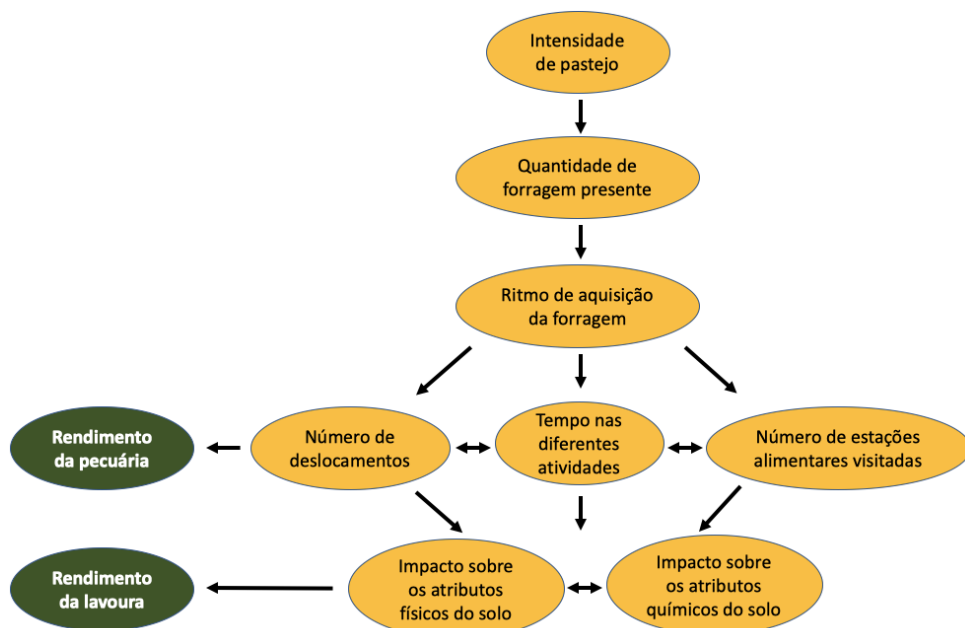 Intensidade
de pastejo
Quantidade de
forragem presente
Ritmo de aquisição
da forragem
Rendimento
da pecuária
Número de
deslocamentos
Tempo nas
diferentes
atividades
Número de estações
alimentares visitadas
Rendimento
da lavoura
Impacto sobre
os atributos
físicos do solo
Impacto sobre
os atributos
químicos do solo